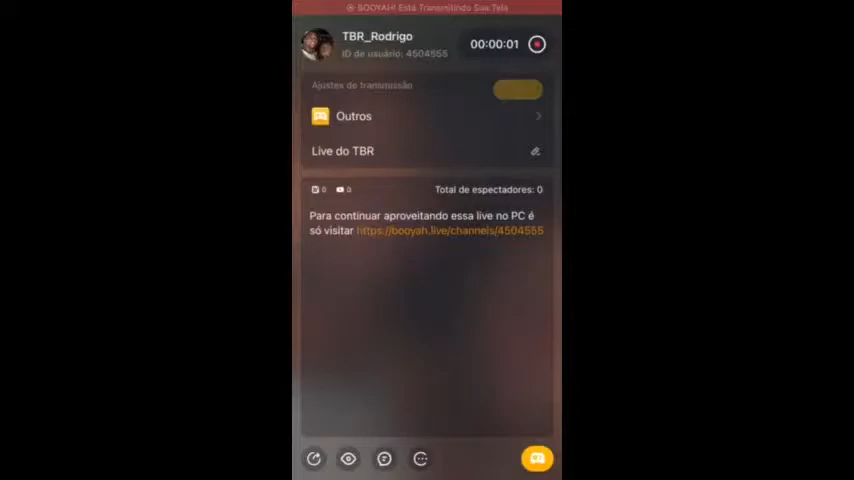 BOOYAH! Está Transmitindo Sua Tela
TBR_Rodrigo
ID de usuário: 4504555
00:00:01
Ajustes de transmissão
Outros
Live do TBR
0 0
Total de espectadores: 0
Para continuar aproveitando essa live no PC é
só visitar https://booyah.live/channels/4504555